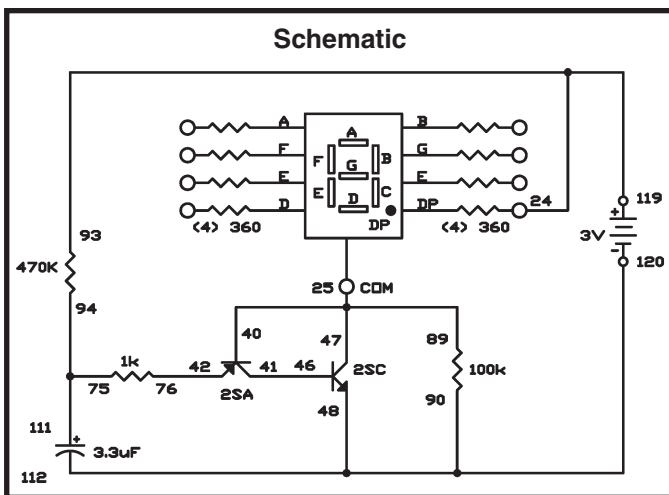 Schematic
A B
A
F F B G
G
E E C E
D D DP 24
DP
(4) 360 (4) 360
119
+
3V
-
120
93
470K
94
25 COM
40 47 89
1k 42 41 46 2SC 100k
75 76 2SA 48 90
111 +
3.3uF
112